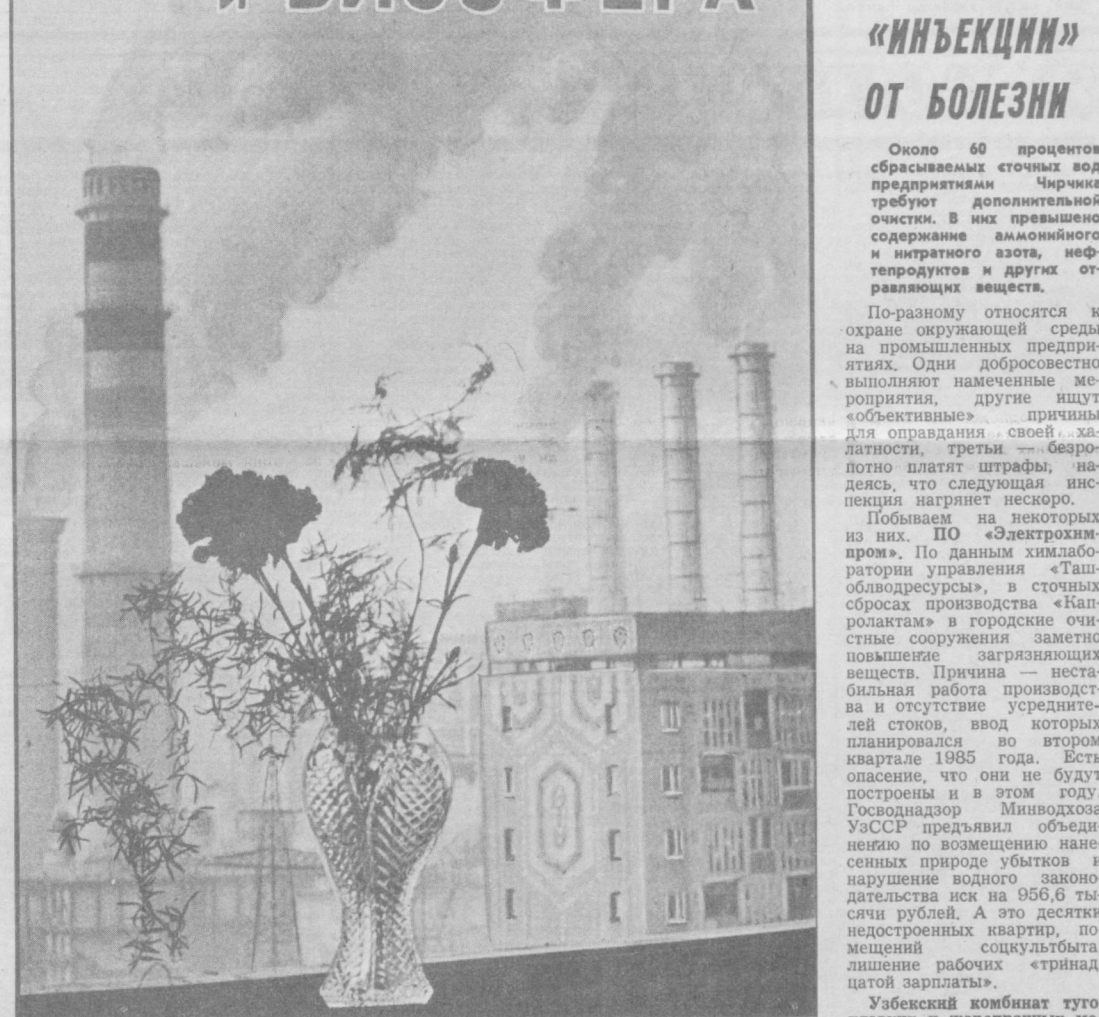 и БИОСФЕРА
«ИНЪЕКЦИИ»
ОТ БОЛЕЗНИ
Около 60 процентов
сбрасываемых сточных вод
предприятиями Чирчика
требуют дополнительной
очистки. В них превышено
содержание аммонийного
и нитратного азота, неф-
тепродуктов и других от-
равляющих веществ.
По-разному относятся к
охране окружающей среды
на промышленных предпри-
ятиях. Одни добросовестно
выполняют намеченные ме-
роприятия, другие ищут
«объективные» причины
для оправдания своей ха-
латности, третьи — безро-
потно платят штрафы, на-
деясь, что следующая инс-
пекция нагрянет нескоро.
Побываем на некоторых
из них. ПО «Электрохим-
пром». По данным химлабо-
ратории управления «Таш-
облводресурсы», в сточных
сбросах производства «Кап-
ролактам» в городские очи-
стные сооружения заметно
повышение загрязняющих
веществ. Причина — неста-
бильная работа производст-
ва и отсутствие усредните-
лей стоков, ввод которых
планировался во втором
квартале 1985 года. Есть
опасение, что они не будут
построены и в этом году.
Госводнадзор Минводхоза
УзССР предъявил объеди-
нению по возмещению нане-
сенных природе убытков и
нарушение водного законо-
дательства иск на 956,6 ты-
сячи рублей. А это десятки
недостроенных квартир, по-
мещений соцкультбыта
лишение рабочих «тринад
цатой зарплаты».
Узбекский комбинат туго